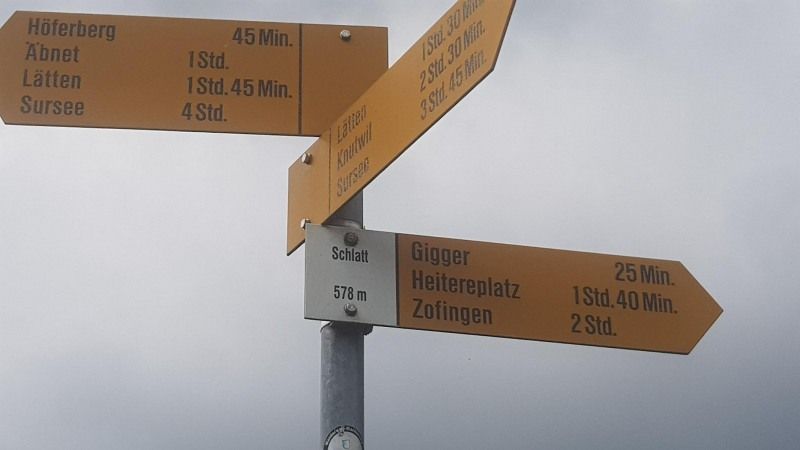 Höferberg 45 Min.
Äbnet 1 Std.
Lätten 1 Std. 45 Min.
Sursee 4 Std.
Lätten 1 Std. 30 Min.
Knutwil 2 Std. 30 Min.
Sursee 3 Std. 45 Min.
Schlatt
578 m
Gigger 25 Min.
Heitereplatz 1 Std. 40 Min.
Zofingen 2 Std.